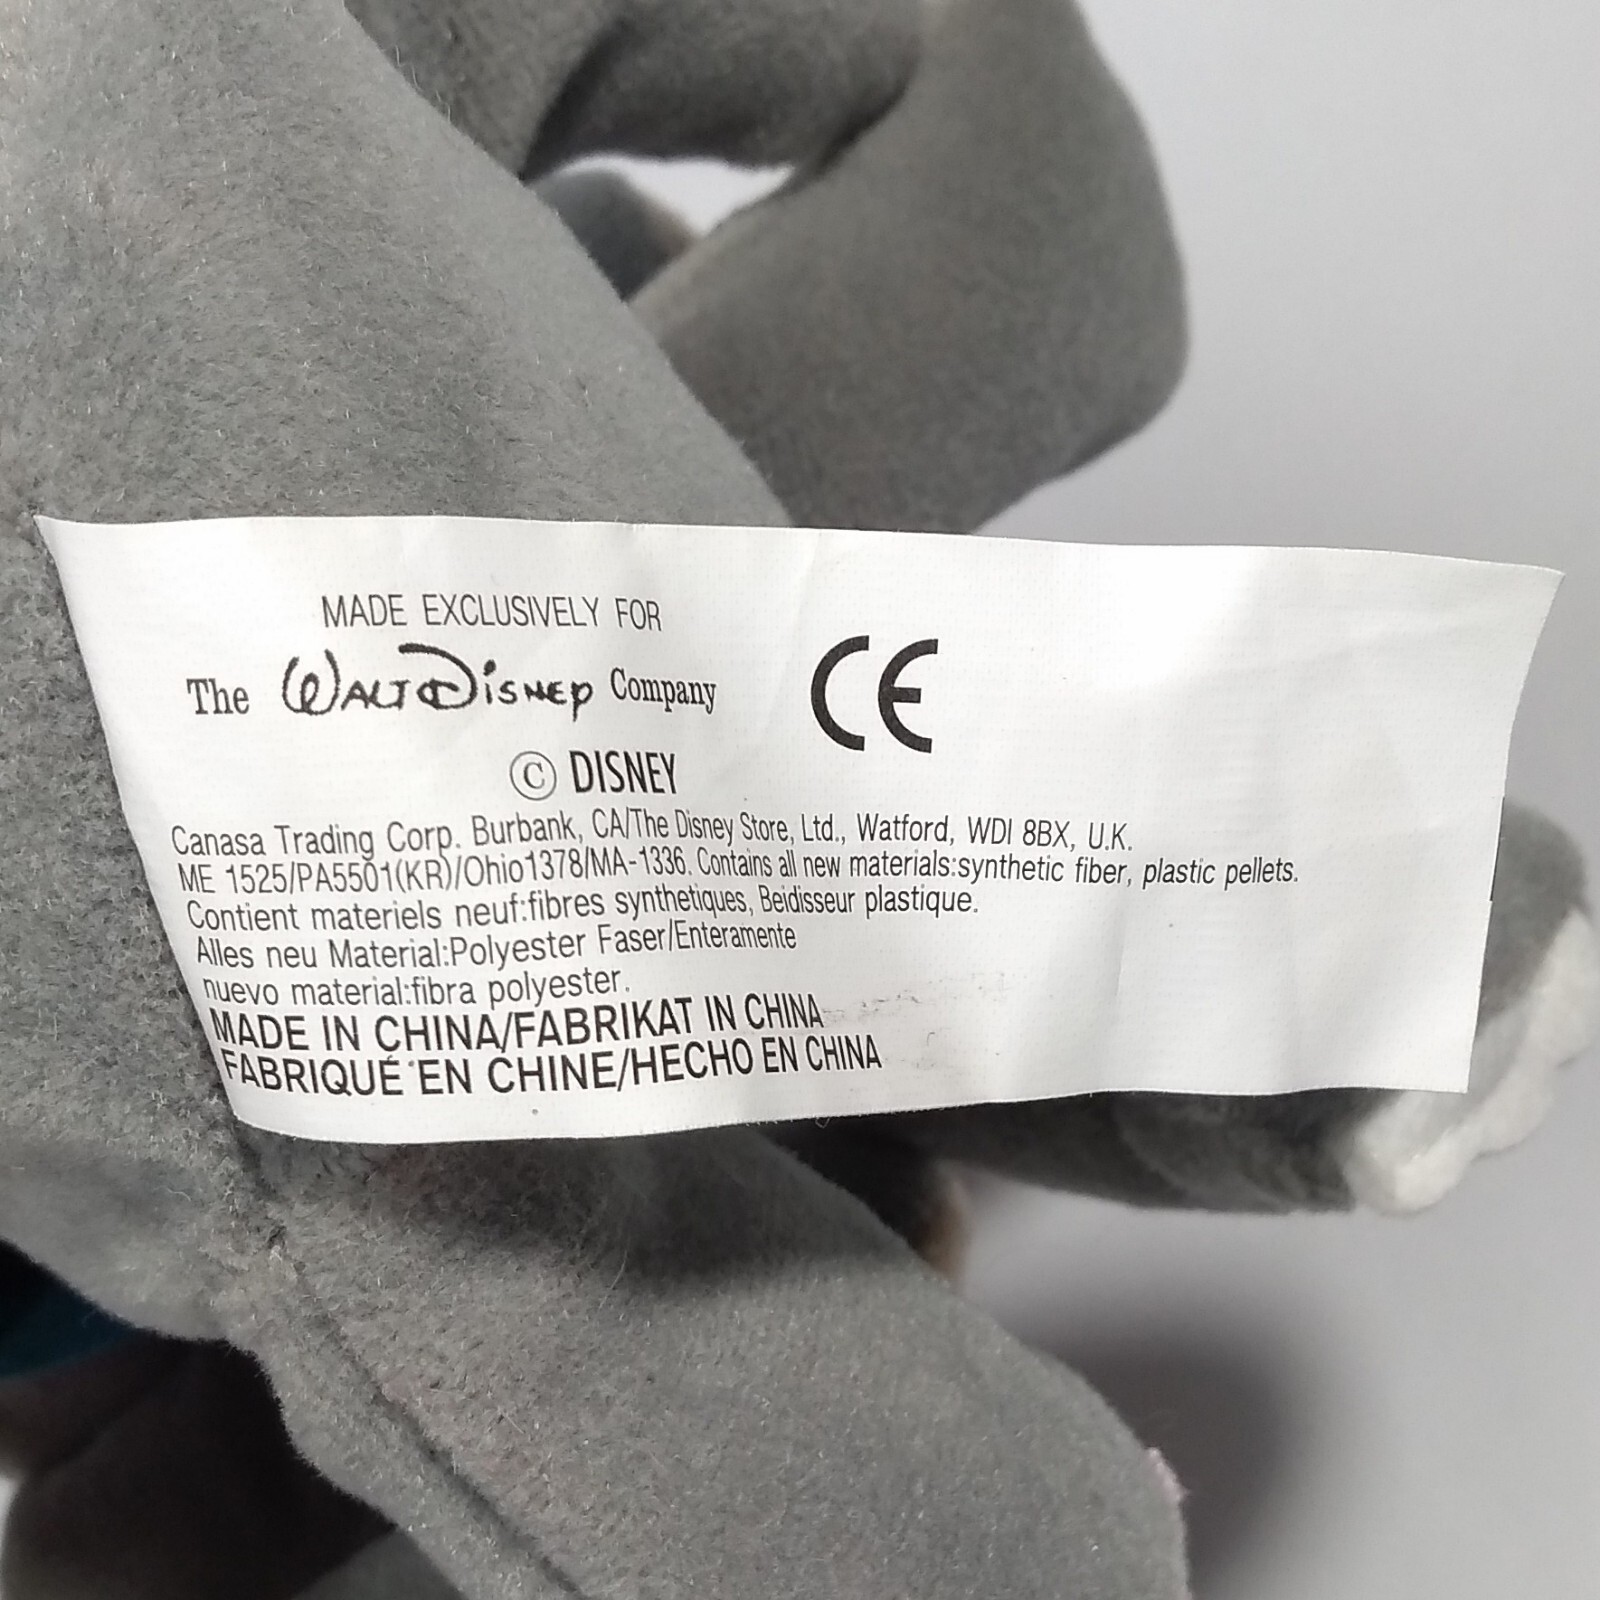 MADE EXCLUSIVELY FOR
The Walt Disney Company
CE
© DISNEY
Canasa Trading Corp. Burbank, CA/The Disney Store, Ltd., Watford, WDI 8BX, U.K.
ME 1525/PA5501(KR)/Ohio1378/MA-1336. Contains all new materials:synthetic fiber, plastic pellets.
Contient materiels neuf:fibres synthetiques, Beidisseur plastique.
Alles neu Material:Polyester Faser/Enteramente
nuevo material:fibra polyester.
MADE IN CHINA/FABRIKAT IN CHINA
FABRIQUÉ EN CHINE/HECHO EN CHINA